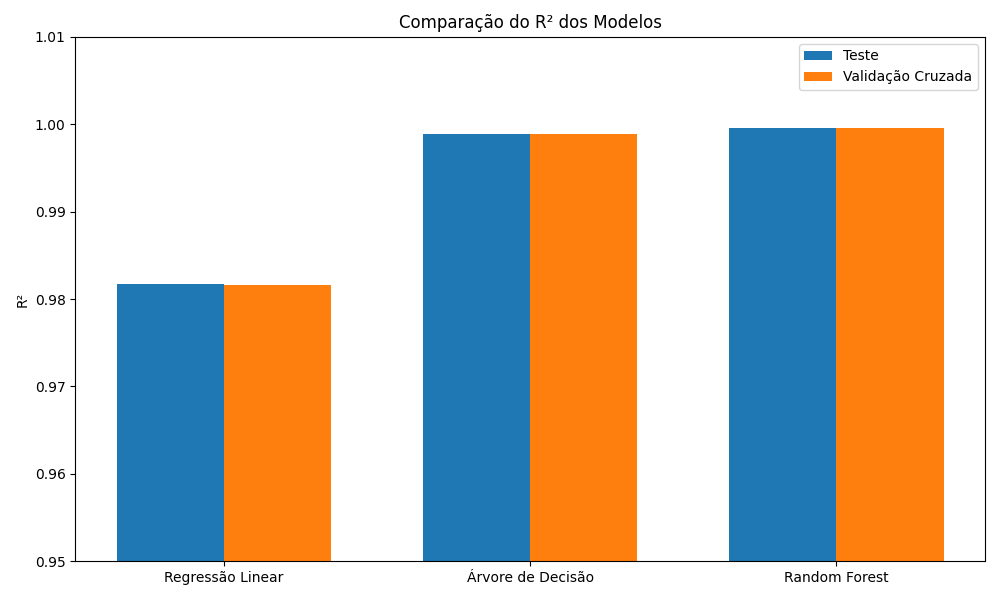 Comparação do R² dos Modelos
Teste
Validação Cruzada
R²
1.01
1.00
0.99
0.98
0.97
0.96
0.95
Regressão Linear
Árvore de Decisão
Random Forest